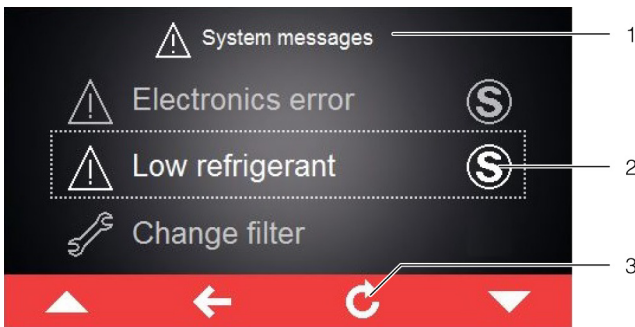 System messages
1
Electronics error S
Low refrigerant S
2
Change filter
3